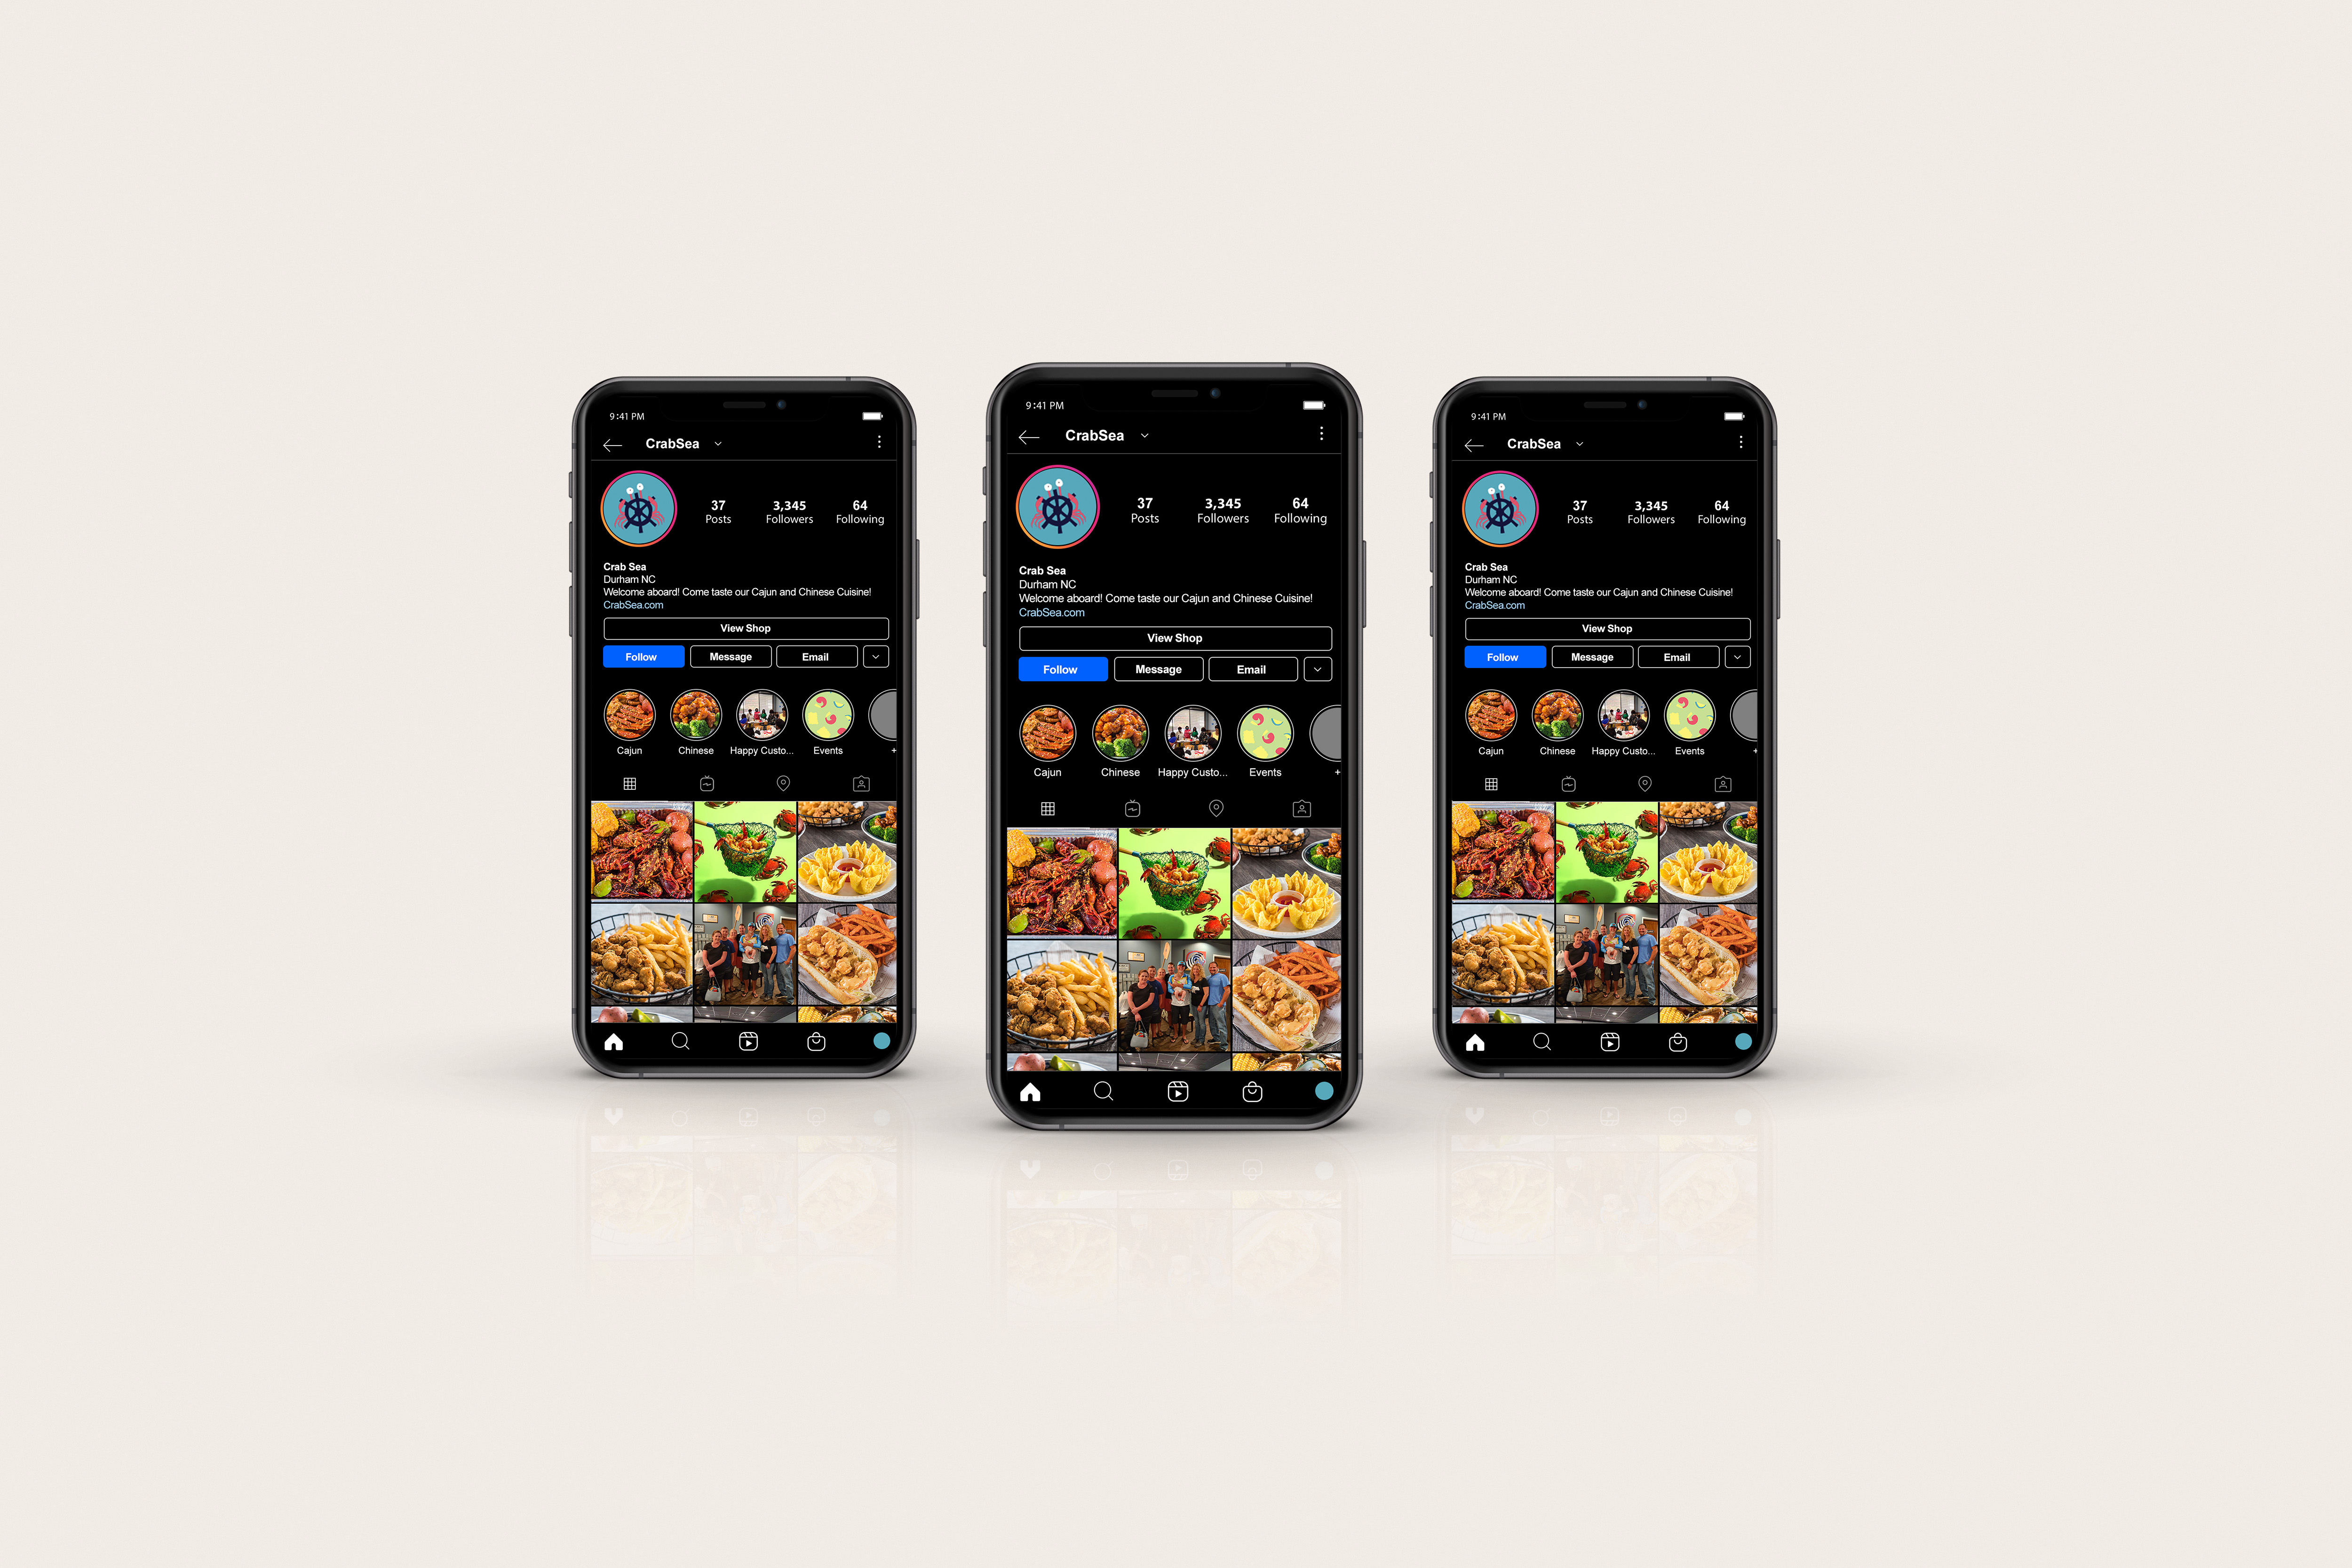 9:41 PM
CrabSea
37 3,345 64
Posts Followers Following
Crab Sea
Durham NC
Welcome aboard! Come taste our Cajun and Chinese Cuisine!
CrabSea.com
View Shop
Follow Message Email
Cajun Chinese Happy Custo... Events +
9:41 PM
CrabSea
37 3,345 64
Posts Followers Following
Crab Sea
Durham NC
Welcome aboard! Come taste our Cajun and Chinese Cuisine!
CrabSea.com
View Shop
Follow Message Email
Cajun Chinese Happy Custo... Events +
9:41 PM
CrabSea
37 3,345 64
Posts Followers Following
Crab Sea
Durham NC
Welcome aboard! Come taste our Cajun and Chinese Cuisine!
CrabSea.com
View Shop
Follow Message Email
Cajun Chinese Happy Custo... Events +